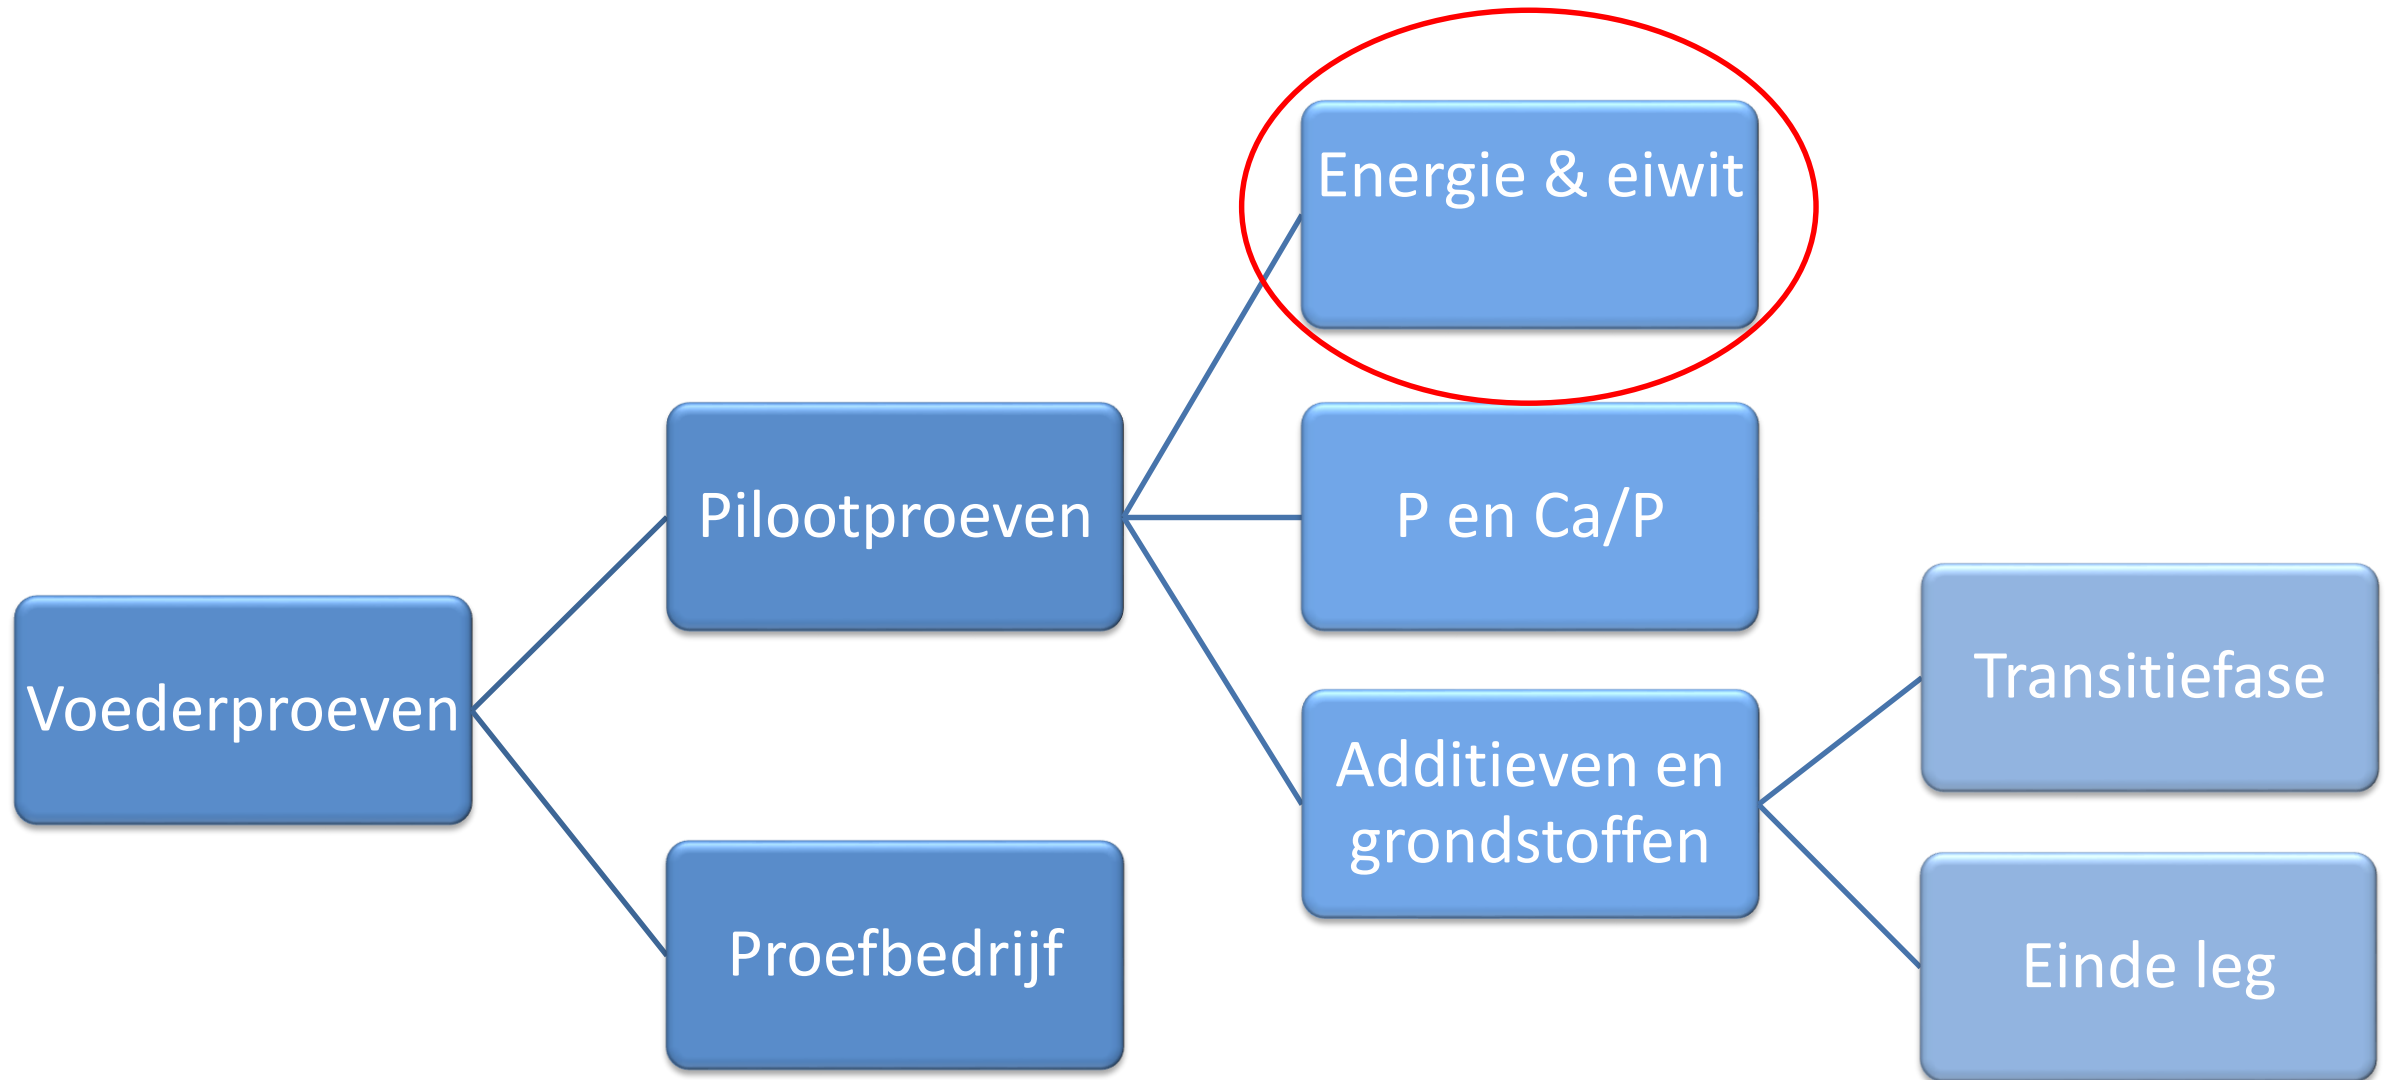 Energie & eiwit
Pilootproeven
P en Ca/P
Transitiefase
Voederproeven
Additieven en
grondstoffen
Proefbedrijf
Einde leg